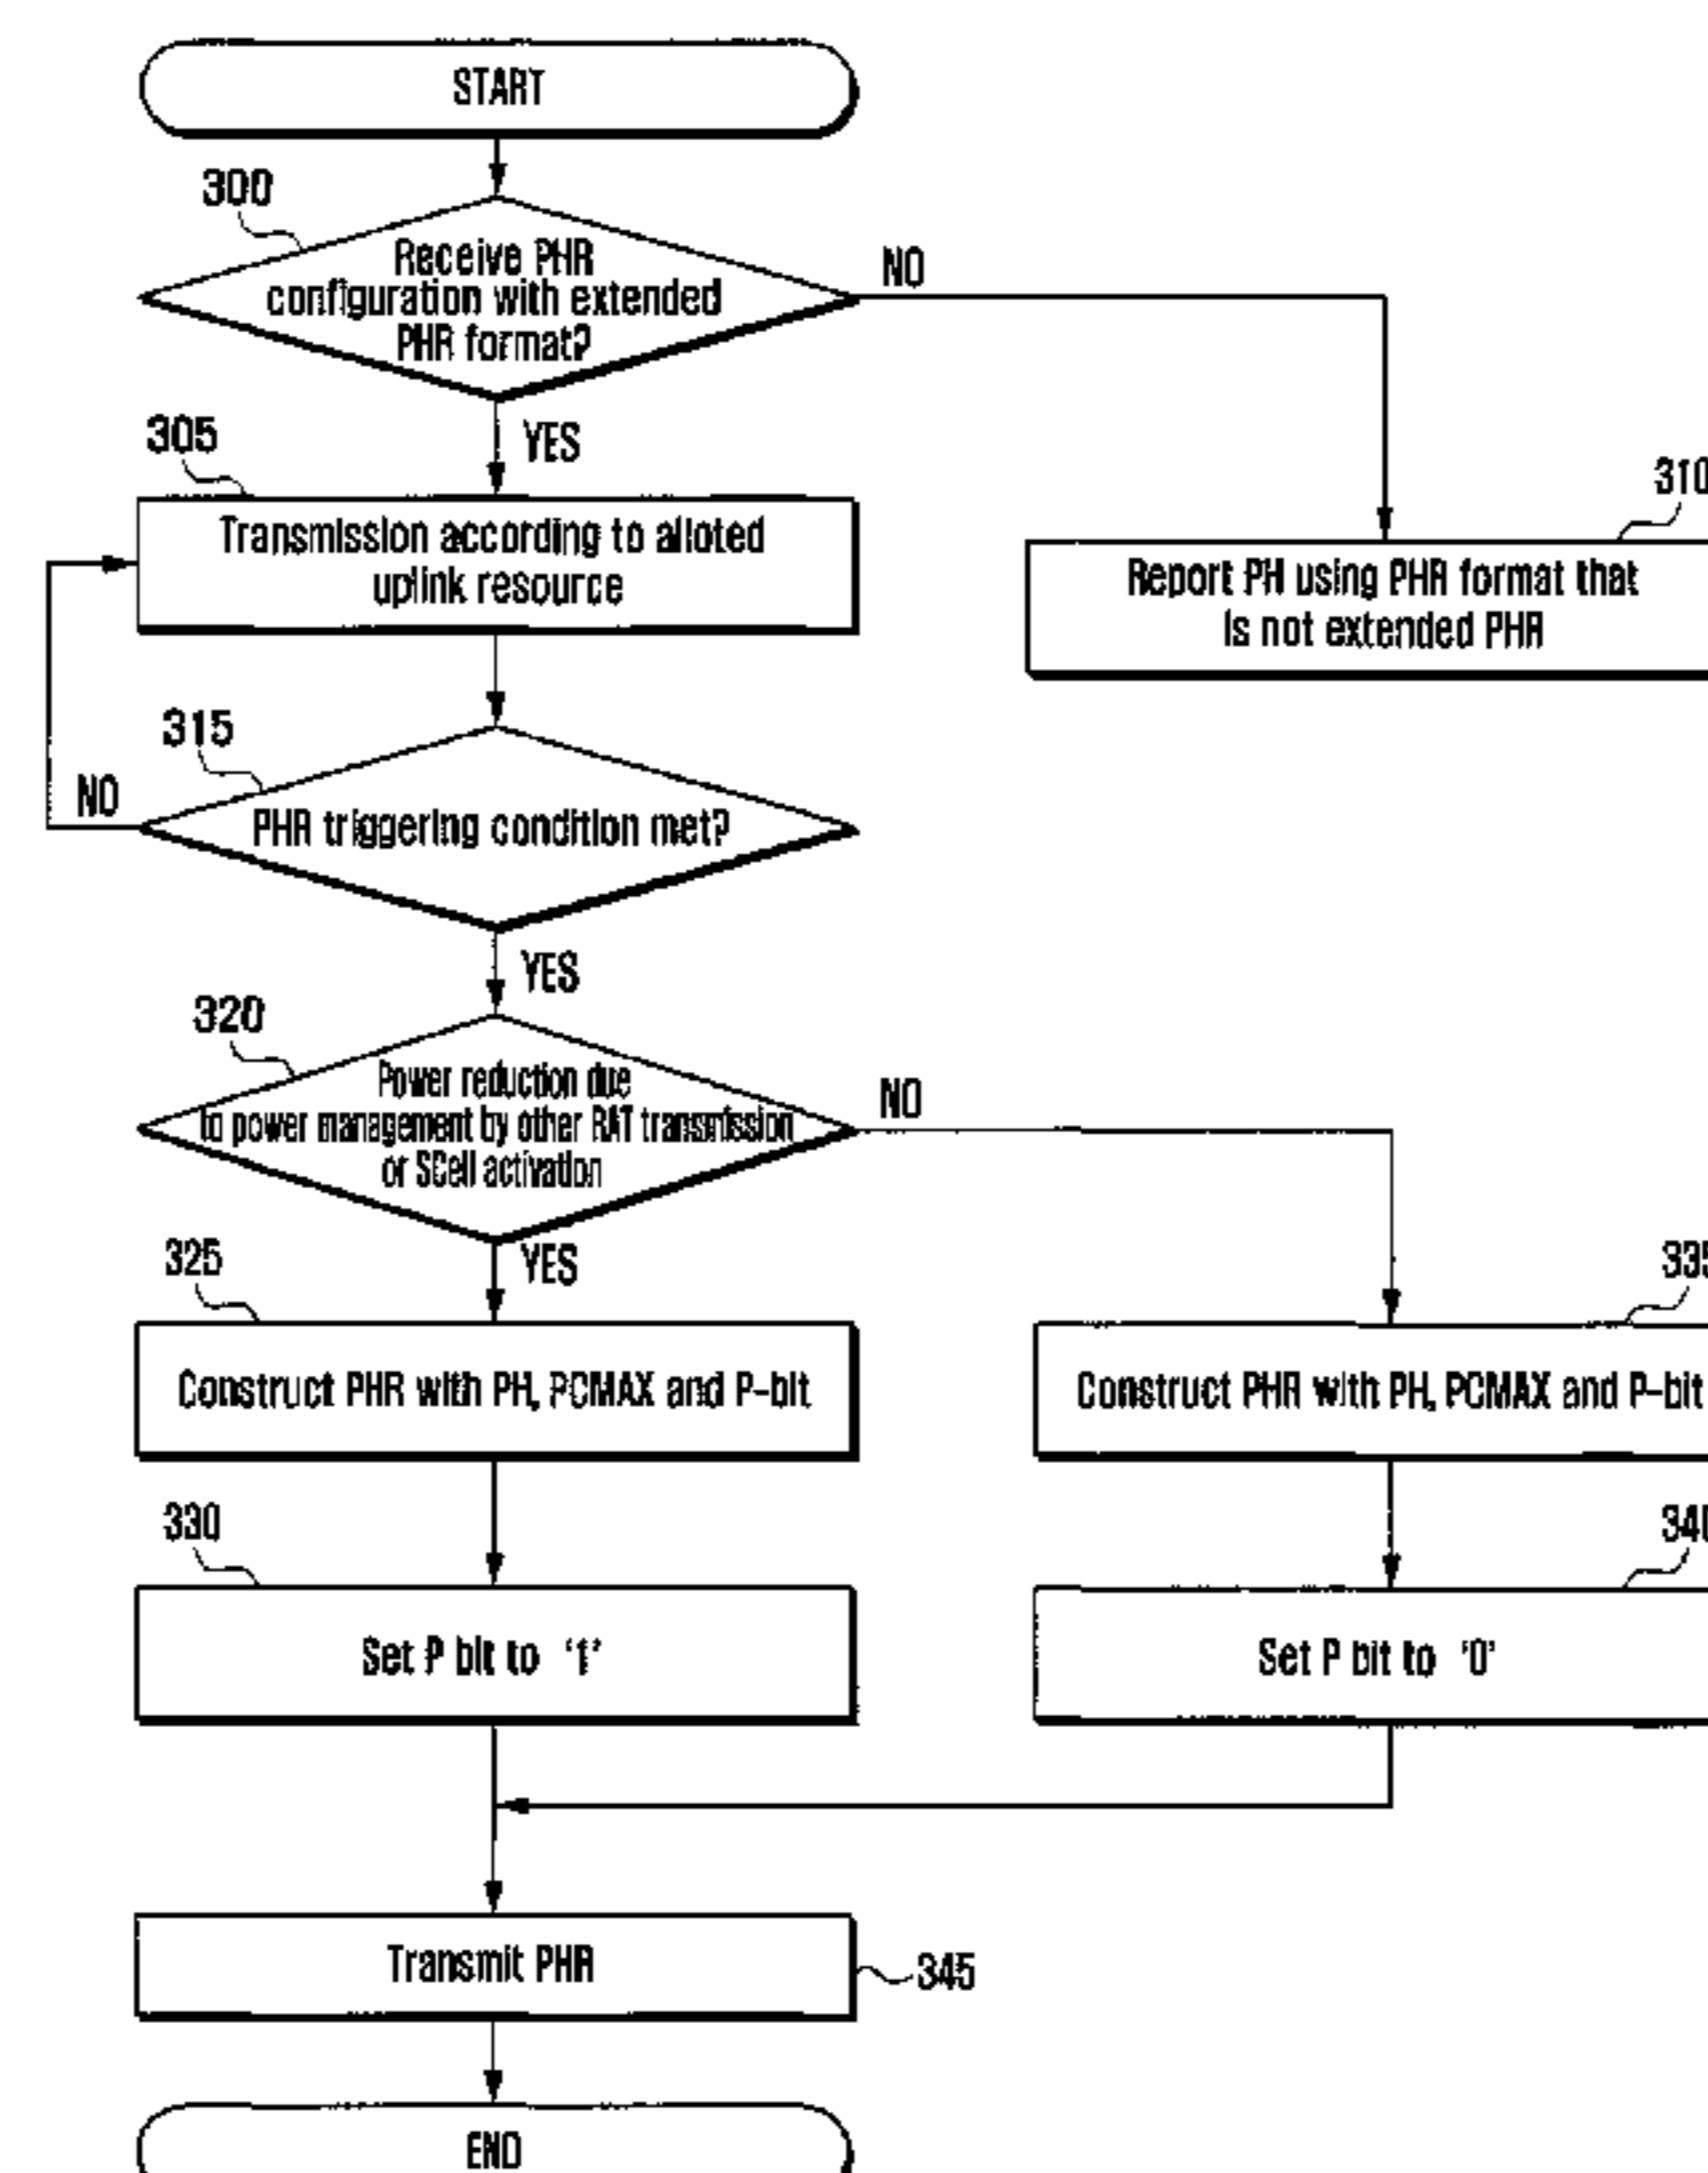 START
300
Receive PHR
configuration with extended
PHR format?
NO
YES
305
Transmission according to alloted
uplink resource
310
Report PH using PHR format that
is not extended PHR
315
NO
PHR triggering condition met?
YES
320
Power reduction due
to power management by other RAT transmission
or SCell activation
NO
YES
325
Construct PHR with PH, PCMAX and P-bit
335
Construct PHR with PH, PCMAX and P-bit
330
Set P bit to '1'
340
Set P bit to '0'
Transmit PHR
345
END